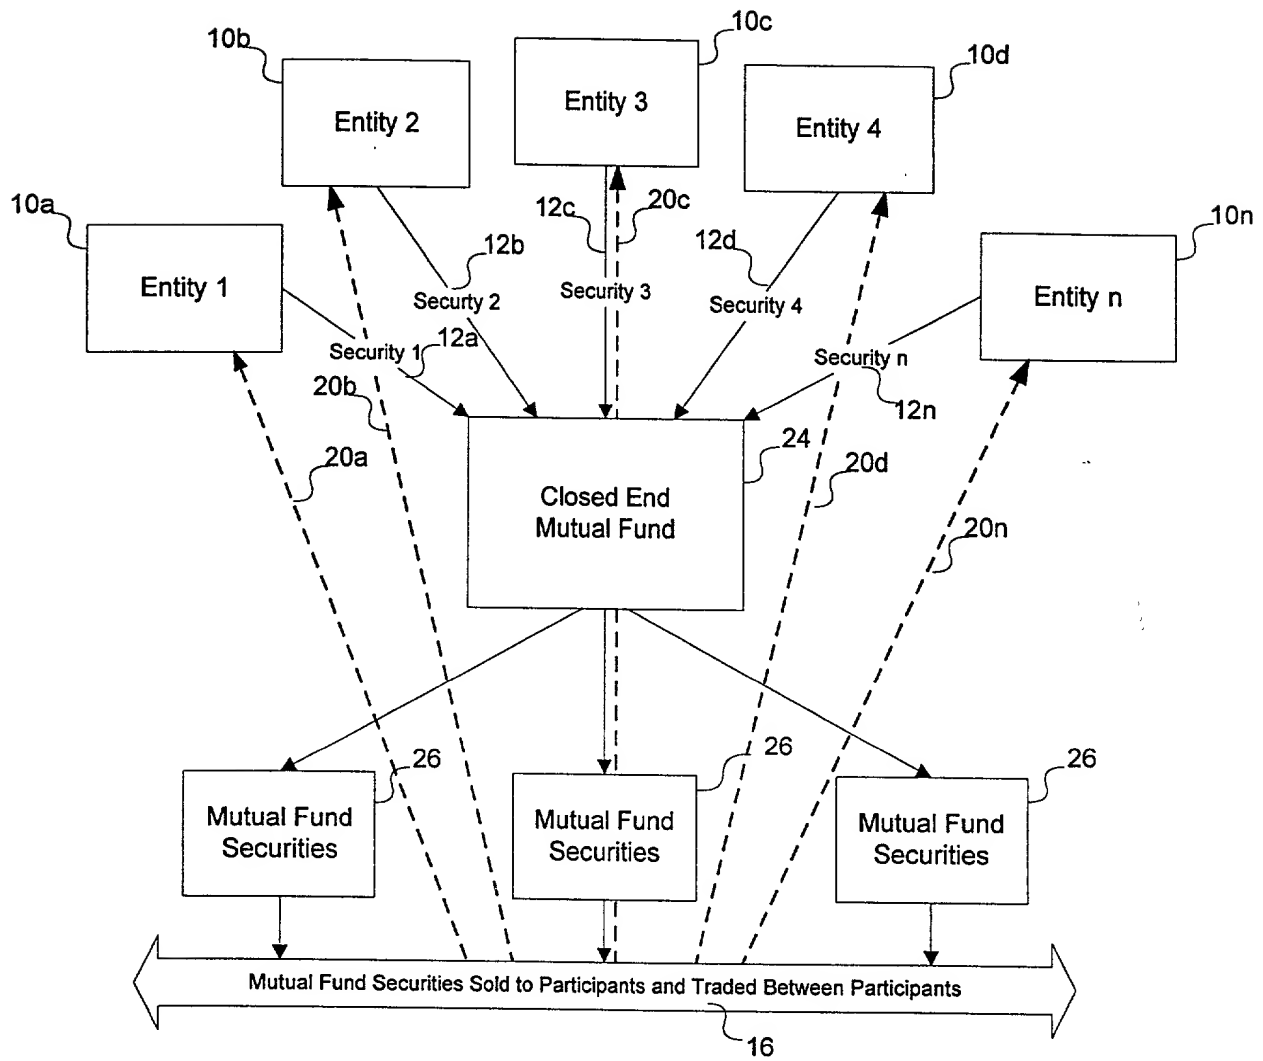 10c
10b
10d
Entity 3
Entity 2
Entity 4
10a
12c
20c
10n
12b
12d
Entity 1
Security 3
Entity n
Securty 2
Security 4
12a
Security 1
Security n
20b
12n
24
20a
20d
Closed End
Mutual Fund
20n
26
26
26
Mutual Fund
Securities
Mutual Fund
Securities
Mutual Fund
Securities
Mutual Fund Securities Sold to Participants and Traded Between Participants
16